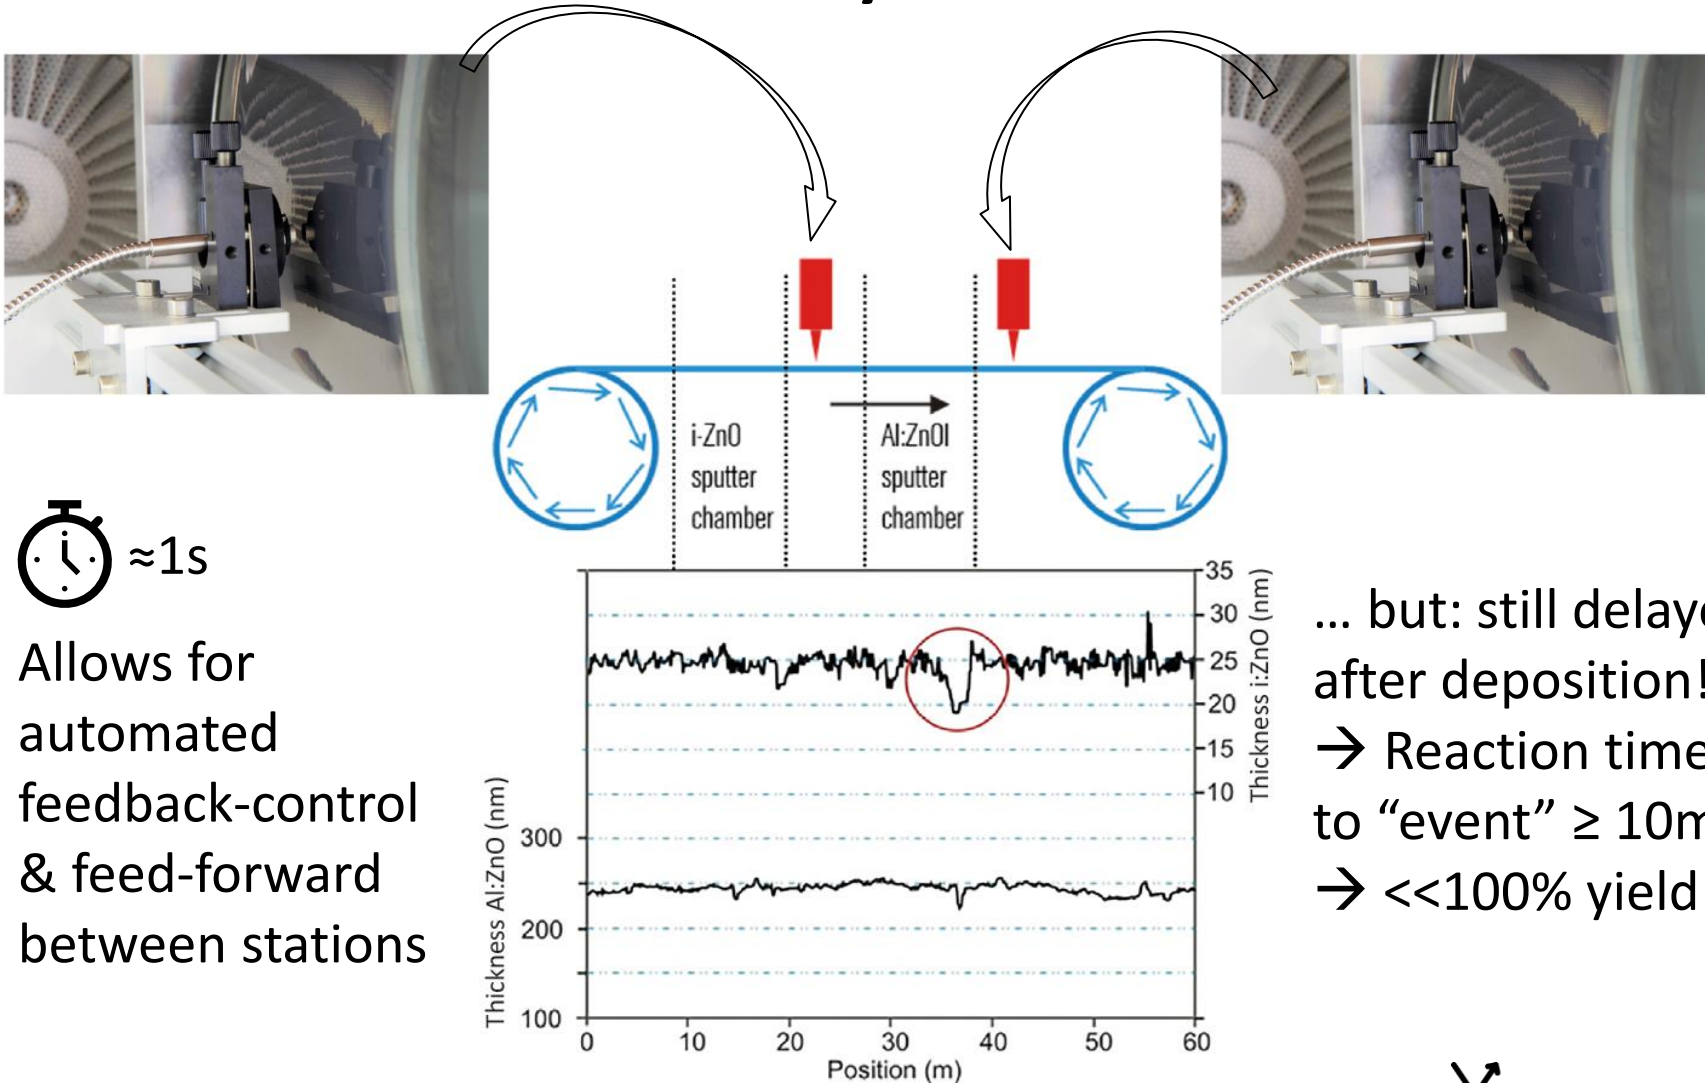 i-ZnO
sputter
chamber
Al:ZnOl
sputter
chamber
≈1s
Allows for
automated
feedback-control
& feed-forward
between stations
35
30
25
20
15
10
Thickness i:ZnO (nm)
300
200
100
Thickness Al:ZnO (nm)
0 10 20 30 40 50 60
Position (m)
... but: still
after deposition!
→ Reaction time
to “event” ≥ 10m
→ <<100% yield